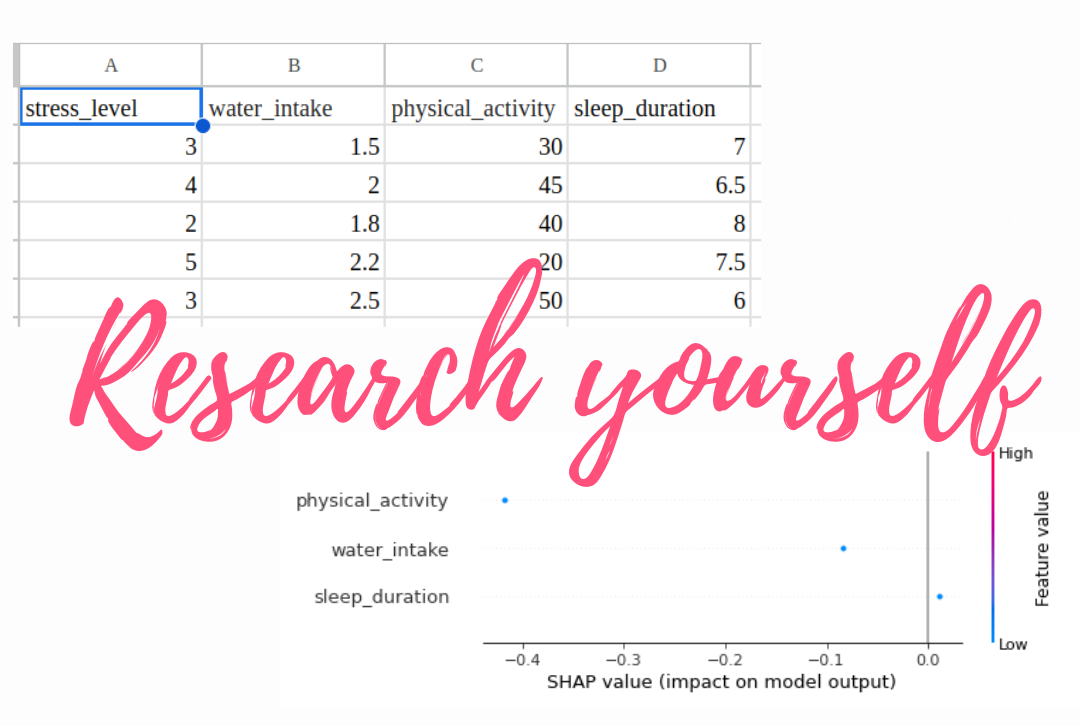 A B C D
stress_level water_intake physical_activity sleep_duration
3 1.5 30 7
4 2 45 6.5
2 1.8 40 8
5 2.2 20 7.5
3 2.5 50 6
Research yourself
High
physical_activity
water_intake
sleep_duration
Feature value
Low
−0.4 −0.3 −0.2 −0.1 0.0
SHAP value (impact on model output)